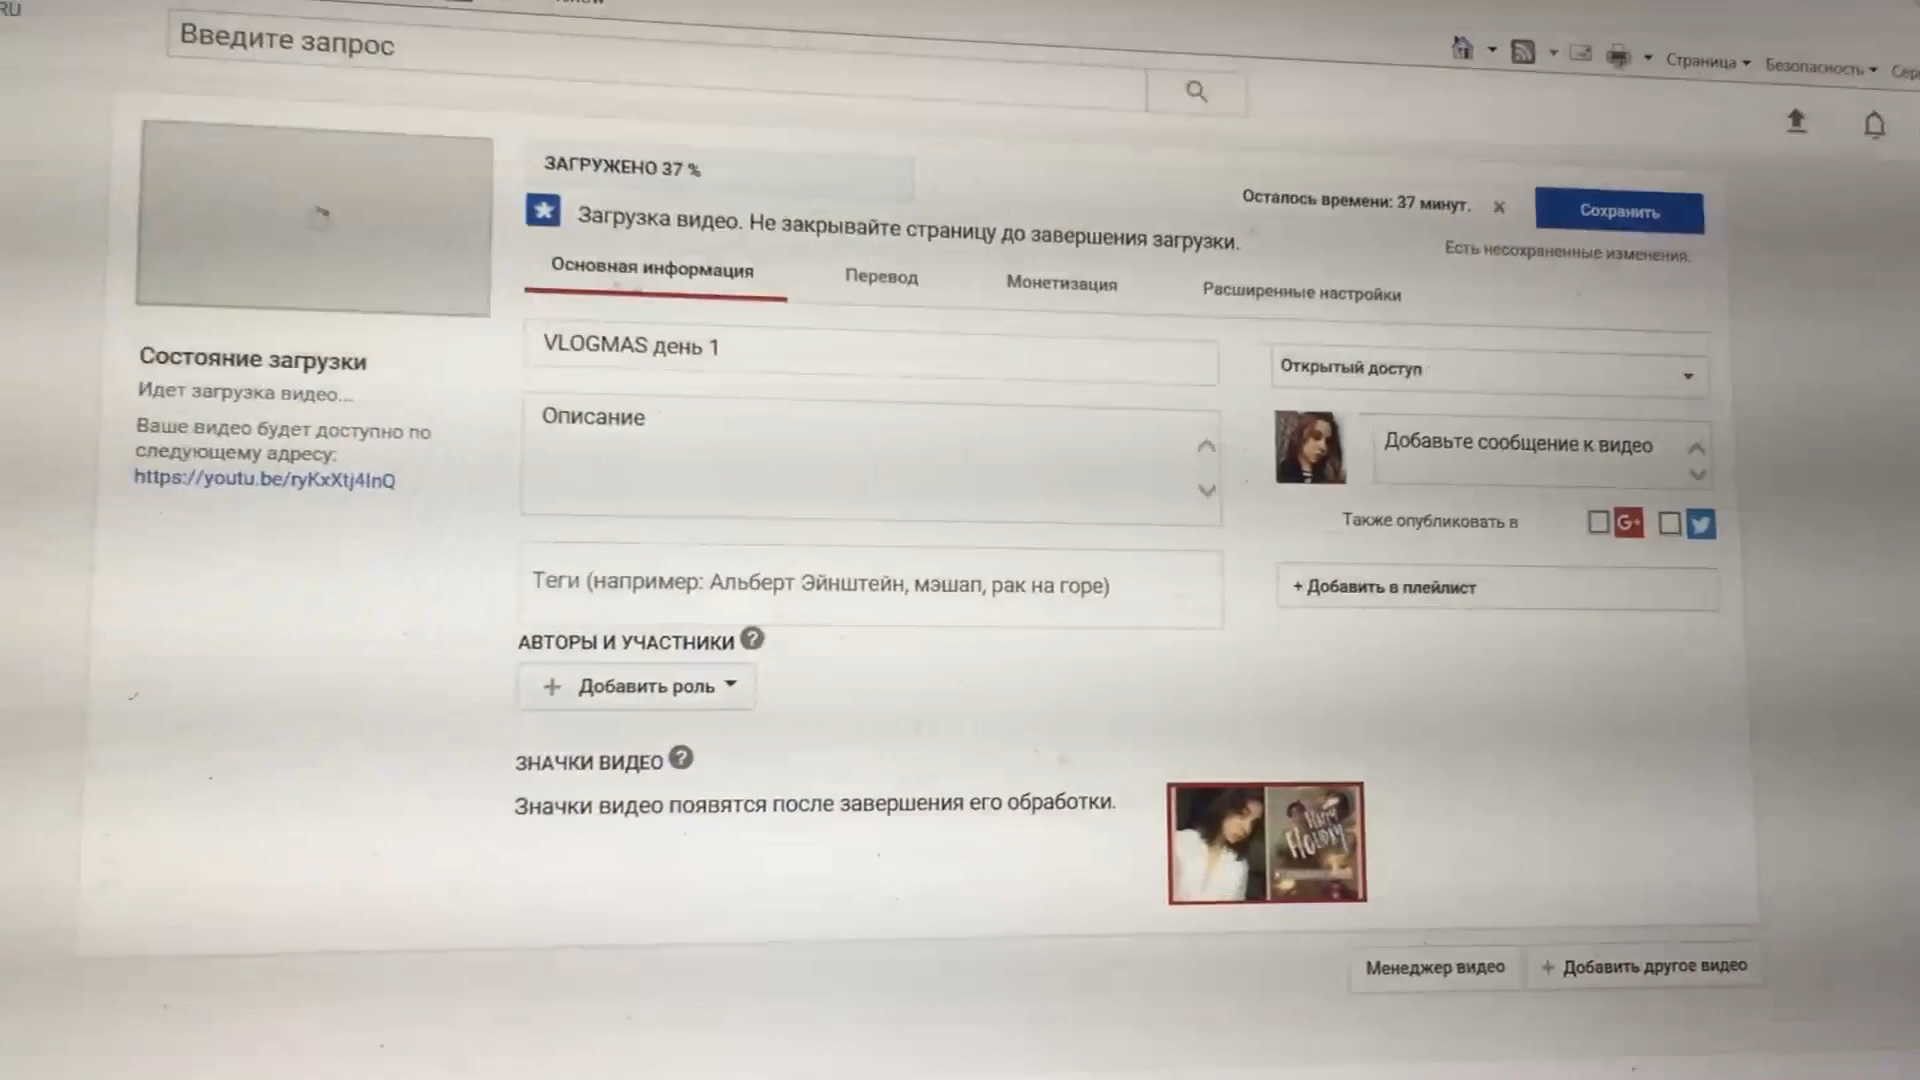 RU
Введите запрос
Страница
Безопасность
ЗАГРУЖЕНО 37 %
Осталось времени: 37 минут.
Сохранить
Загрузка видео. Не закрывайте страницу до завершения загрузки.
Есть несохраненные изменения.
Основная информация
Перевод
Монетизация
Расширенные настройки
VLOGMAS день 1
Открытый доступ
Состояние загрузки
Идет загрузка видео...
Ваше видео будет доступно по
следующему адресу:
https://youtu.be/ryKxXtj4InQ
Описание
Добавьте сообщение к видео
Также опубликовать в
G+
Теги (например: Альберт Эйнштейн, мэшап, рак на горе)
+ Добавить в плейлист
АВТОРЫ И УЧАСТНИКИ ?
+ Добавить роль
ЗНАЧКИ ВИДЕО ?
Значки видео появятся после завершения его обработки.
Happy
Holiday
Менеджер видео
+ Добавить другое видео